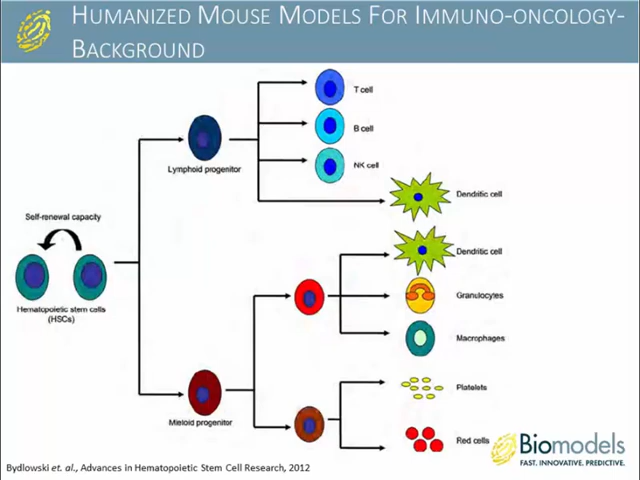 HUMANIZED MOUSE MODELS FOR IMMUNO-ONCOLOGY-
BACKGROUND
T cell
B cell
Lymphoid progenitor
NK cell
Dendritic cell
Self-renewal capacity
Dendritic cell
Granulocytes
Hematopoietic stem cells
(HSCs)
Macrophages
Platelets
Mieloid progenitor
Red cells
Biomodels
FAST. INNOVATIVE. PREDICTIVE.
Bydlowski et. al., Advances in Hematopoietic Stem Cell Research, 2012